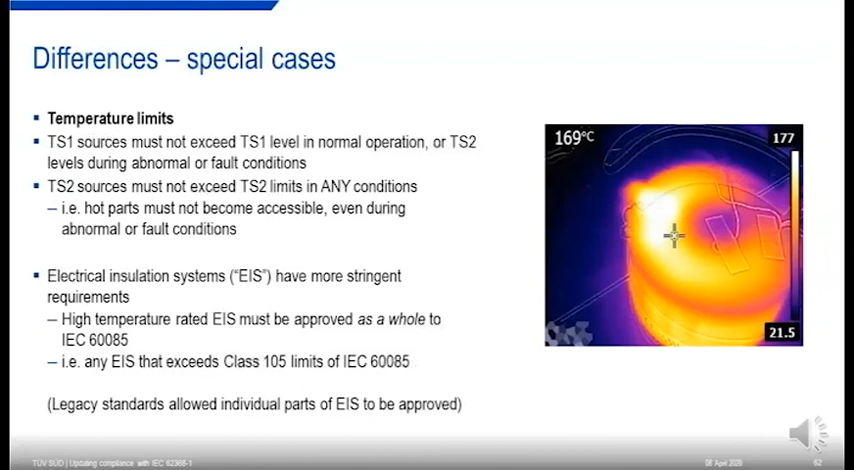 Differences – special cases
▪ Temperature limits
▪ TS1 sources must not exceed TS1 level in normal operation, or TS2
levels during abnormal or fault conditions
▪ TS2 sources must not exceed TS2 limits in ANY conditions
– i.e. hot parts must not become accessible, even during
abnormal or fault conditions
▪ Electrical insulation systems (“EIS”) have more stringent
requirements
– High temperature rated EIS must be approved as a whole to
IEC 60085
– i.e. any EIS that exceeds Class 105 limits of IEC 60085
(Legacy standards allowed individual parts of EIS to be approved)
169°C
177
21.5
TÜV SÜD | Updating compliance with IEC 62368-1
08 April 2020
62